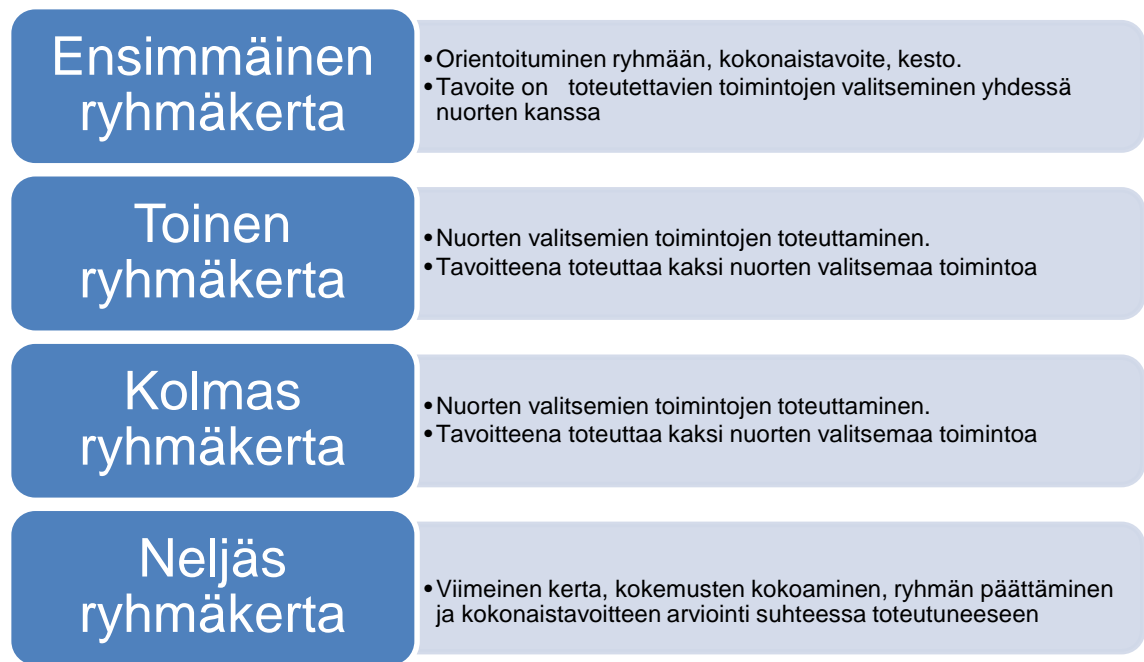 Ensimmäinen
ryhmäkerta
•Orientoituminen ryhmään, kokonaistavoite, kesto.
•Tavoite on   toteutettavien toimintojen valitseminen yhdessä
nuorten kanssa
Toinen
ryhmäkerta
•Nuorten valitsemien toimintojen toteuttaminen.
•Tavoitteena toteuttaa kaksi nuorten valitsemaa toimintoa
Kolmas
ryhmäkerta
•Nuorten valitsemien toimintojen toteuttaminen.
•Tavoitteena toteuttaa kaksi nuorten valitsemaa toimintoa
Neljäs
ryhmäkerta
•Viimeinen kerta, kokemusten kokoaminen, ryhmän päättäminen
ja kokonaistavoitteen arviointi suhteessa toteutuneeseen